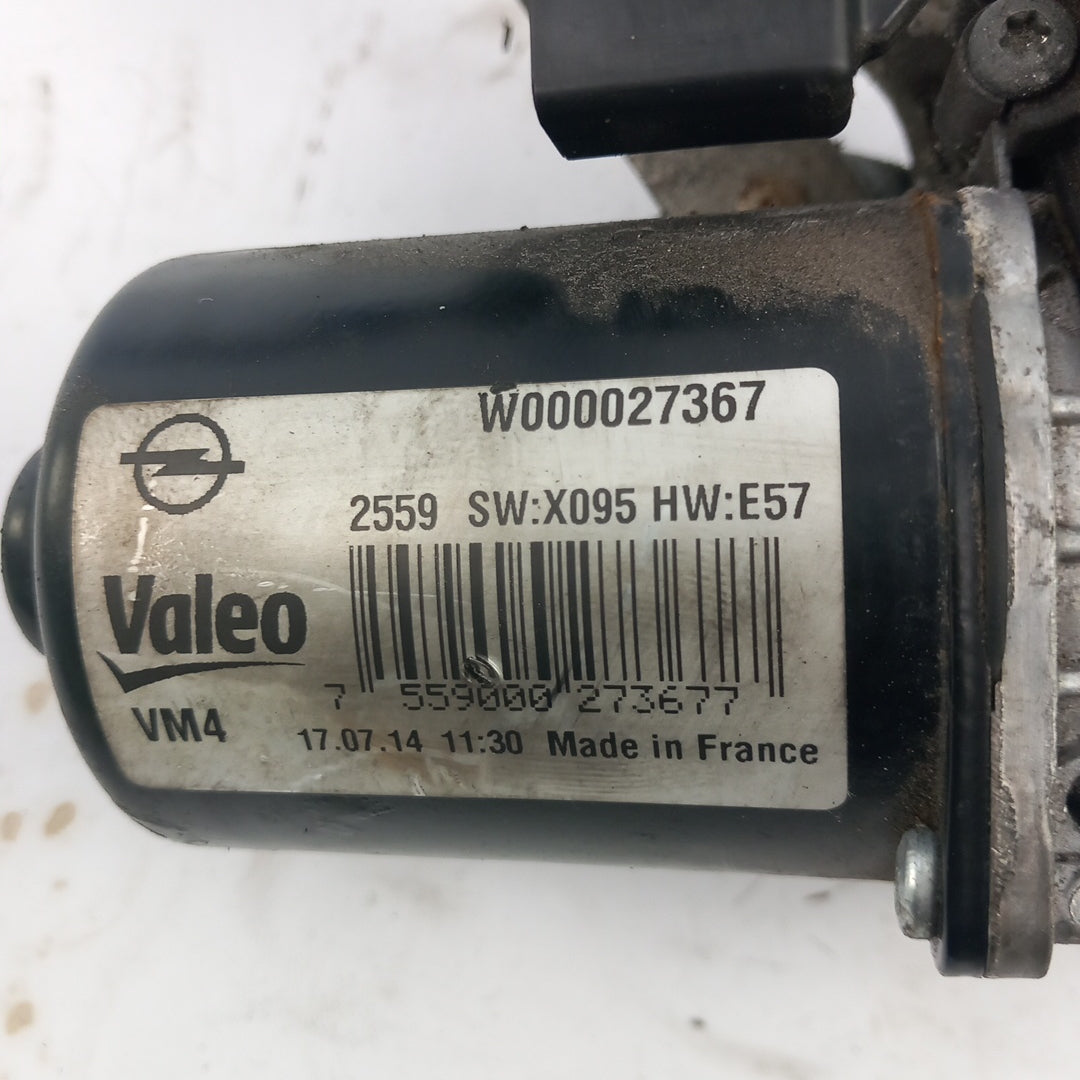 W000027367
2559 SW:X095 HW:E57
Valeo
7 559000 273677
VM4
17.07.14 11:30 Made in France